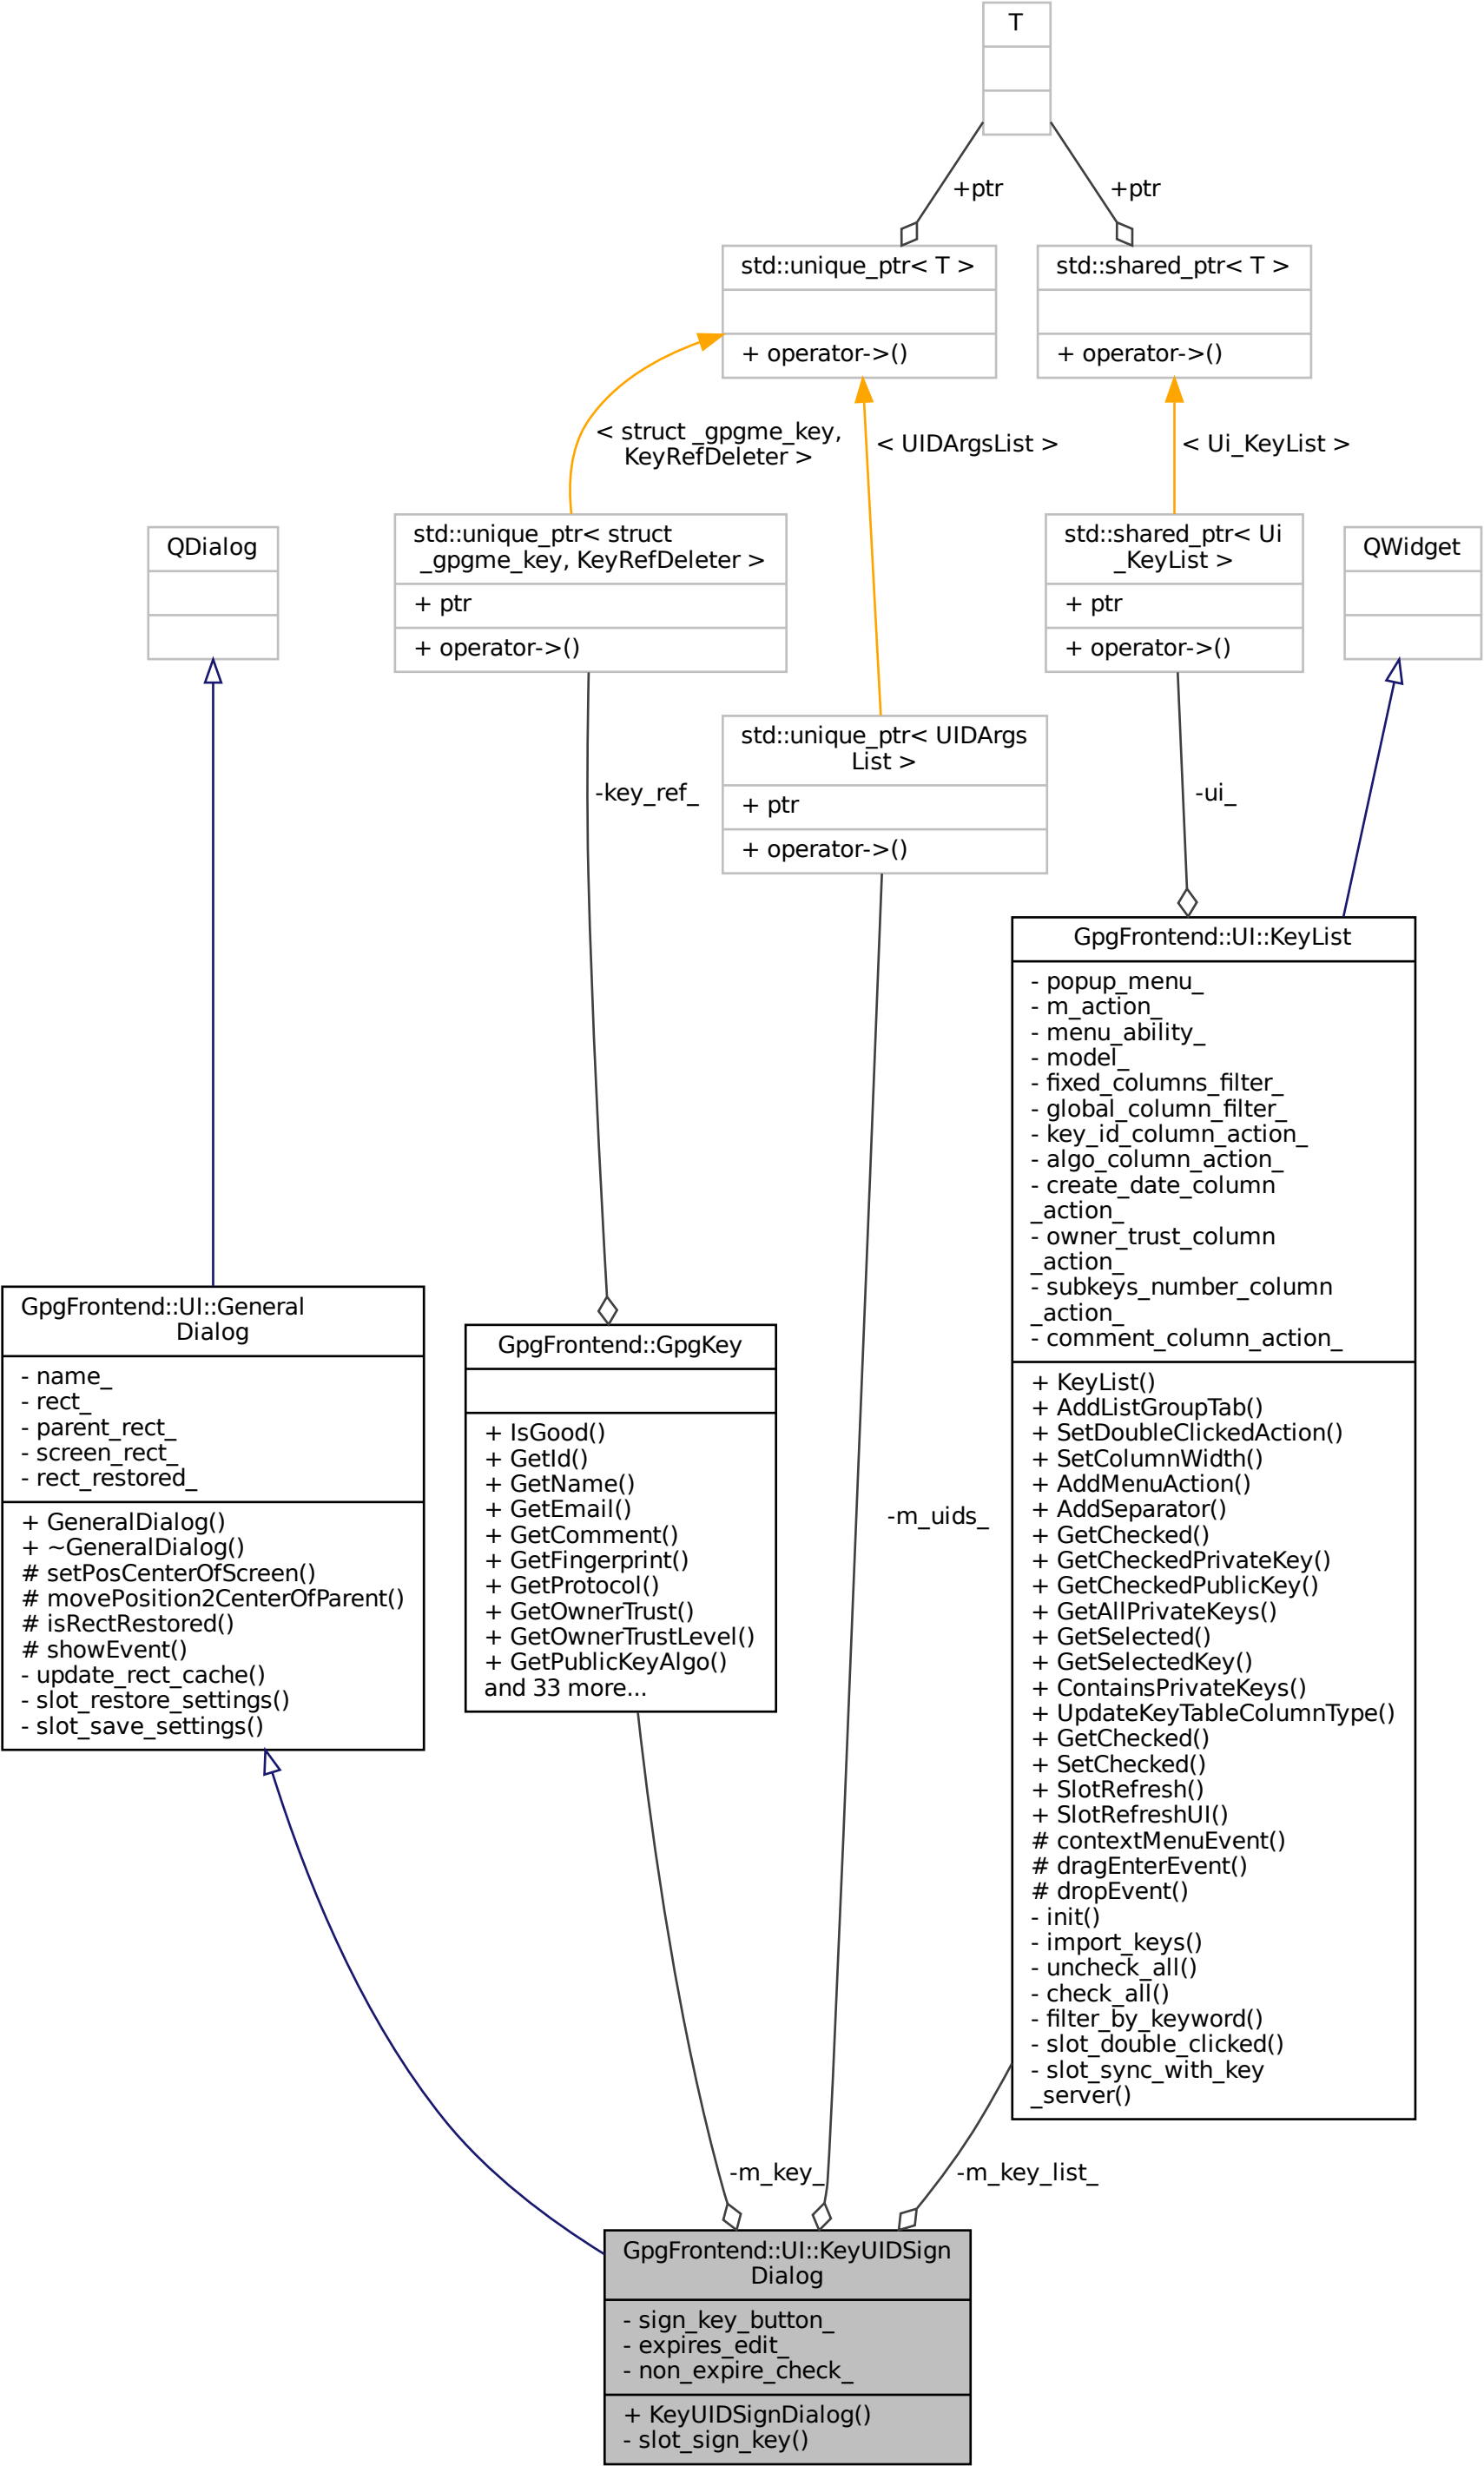 T
+ptr
+ptr
std::unique_ptr< T >
+ operator->()
std::shared_ptr< T >
+ operator->()
< struct _gpgme_key,
KeyRefDeleter >
< UIDArgsList >
< Ui_KeyList >
QDialog
std::unique_ptr< struct
_gpgme_key, KeyRefDeleter >
+ ptr
+ operator->()
std::shared_ptr< Ui
_KeyList >
+ ptr
+ operator->()
QWidget
std::unique_ptr< UIDArgs
List >
+ ptr
+ operator->()
-key_ref_
-ui_
GpgFrontend::UI::KeyList
- popup_menu_
- m_action_
- menu_ability_
- model_
- fixed_columns_filter_
- global_column_filter_
- key_id_column_action_
- algo_column_action_
- create_date_column
_action_
- owner_trust_column
_action_
- subkeys_number_column
_action_
- comment_column_action_
+ KeyList()
+ AddListGroupTab()
+ SetDoubleClickedAction()
+ SetColumnWidth()
+ AddMenuAction()
+ AddSeparator()
+ GetChecked()
+ GetCheckedPrivateKey()
+ GetCheckedPublicKey()
+ GetAllPrivateKeys()
+ GetSelected()
+ GetSelectedKey()
+ ContainsPrivateKeys()
+ UpdateKeyTableColumnType()
+ GetChecked()
+ SetChecked()
+ SlotRefresh()
+ SlotRefreshUI()
# contextMenuEvent()
# dragEnterEvent()
# dropEvent()
- init()
- import_keys()
- uncheck_all()
- check_all()
- filter_by_keyword()
- slot_double_clicked()
- slot_sync_with_key
_server()
GpgFrontend::UI::General
Dialog
- name_
- rect_
- parent_rect_
- screen_rect_
- rect_restored_
+ GeneralDialog()
+ ~GeneralDialog()
# setPosCenterOfScreen()
# movePosition2CenterOfParent()
# isRectRestored()
# showEvent()
- update_rect_cache()
- slot_restore_settings()
- slot_save_settings()
GpgFrontend::GpgKey
+ IsGood()
+ GetId()
+ GetName()
+ GetEmail()
+ GetComment()
+ GetFingerprint()
+ GetProtocol()
+ GetOwnerTrust()
+ GetOwnerTrustLevel()
+ GetPublicKeyAlgo()
and 33 more...
-m_uids_
-m_key_
-m_key_list_
GpgFrontend::UI::KeyUIDSign
Dialog
- sign_key_button_
- expires_edit_
- non_expire_check_
+ KeyUIDSignDialog()
- slot_sign_key()